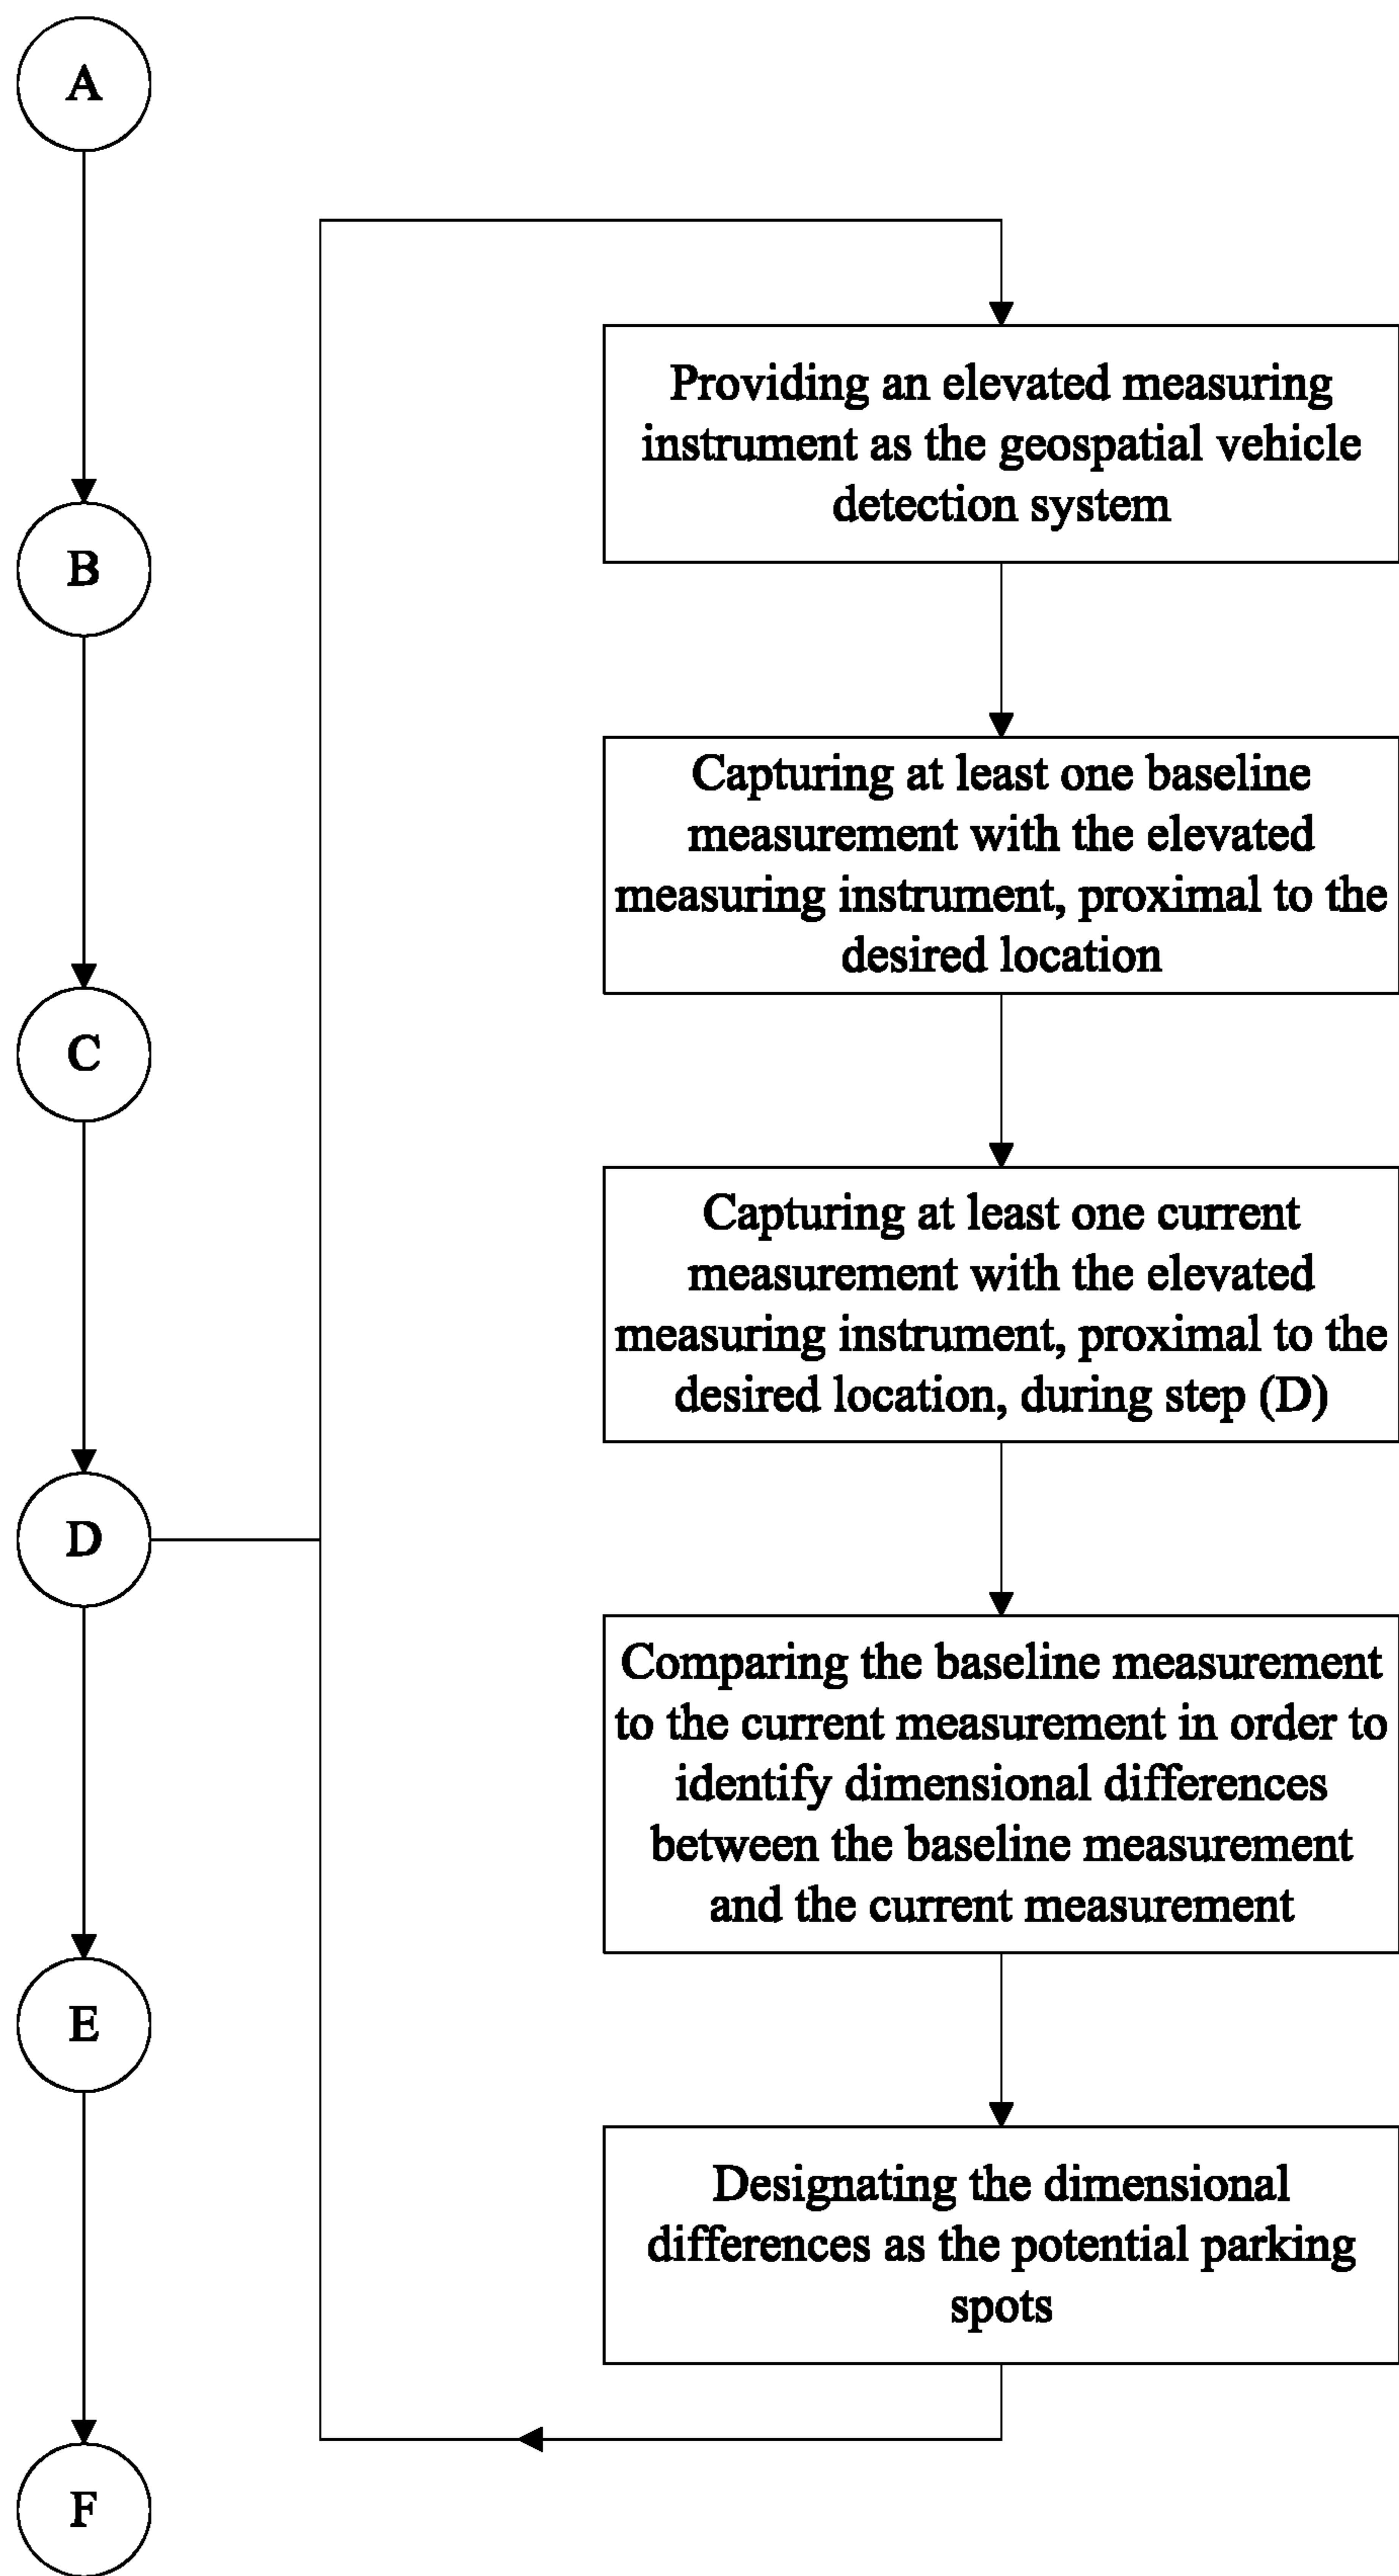 A
B
C
D
E
F
Providing an elevated measuring
instrument as the geospatial vehicle
detection system
Capturing at least one baseline
measurement with the elevated
measuring instrument, proximal to the
desired location
Capturing at least one current
measurement with the elevated
measuring instrument, proximal to the
desired location, during step (D)
Comparing the baseline measurement
to the current measurement in order to
identify dimensional differences
between the baseline measurement
and the current measurement
Designating the dimensional
differences as the potential parking
spots